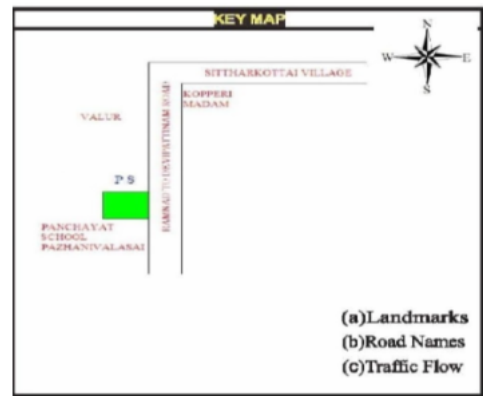 KEY MAP
N
W
E
S
SITTHARKOTTAI VILLAGE
KOPPERI
MADAM
VALUR
RAMNAD TO DEVIPATTINAM ROAD
P S
PANCHAYAT
SCHOOL
PAZHANIVALASAI
(a)Landmarks
(b)Road Names
(c)Traffic Flow